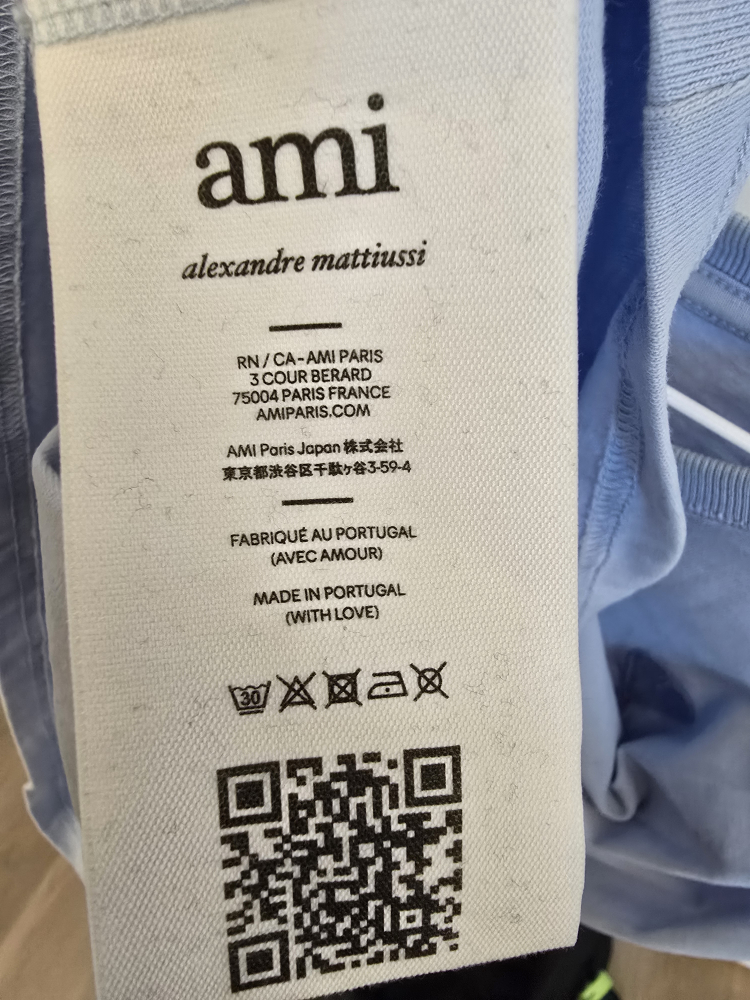 ami
alexandre mattiussi
RN / CA-AMI PARIS
3 COUR BERARD
75004 PARIS FRANCE
AMIPARIS.COM
AMI Paris Japan 株式会社
東京都渋谷区千駄ヶ谷3-59-4
FABRIQUÉ AU PORTUGAL
(AVEC AMOUR)
MADE IN PORTUGAL
(WITH LOVE)
30